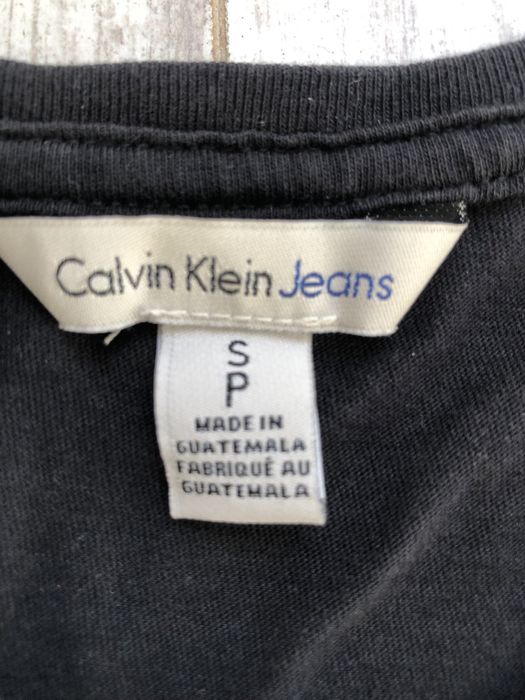 Calvin Klein Jeans
S
P
MADE IN
GUATEMALA
FABRIQUÉ AU
GUATEMALA